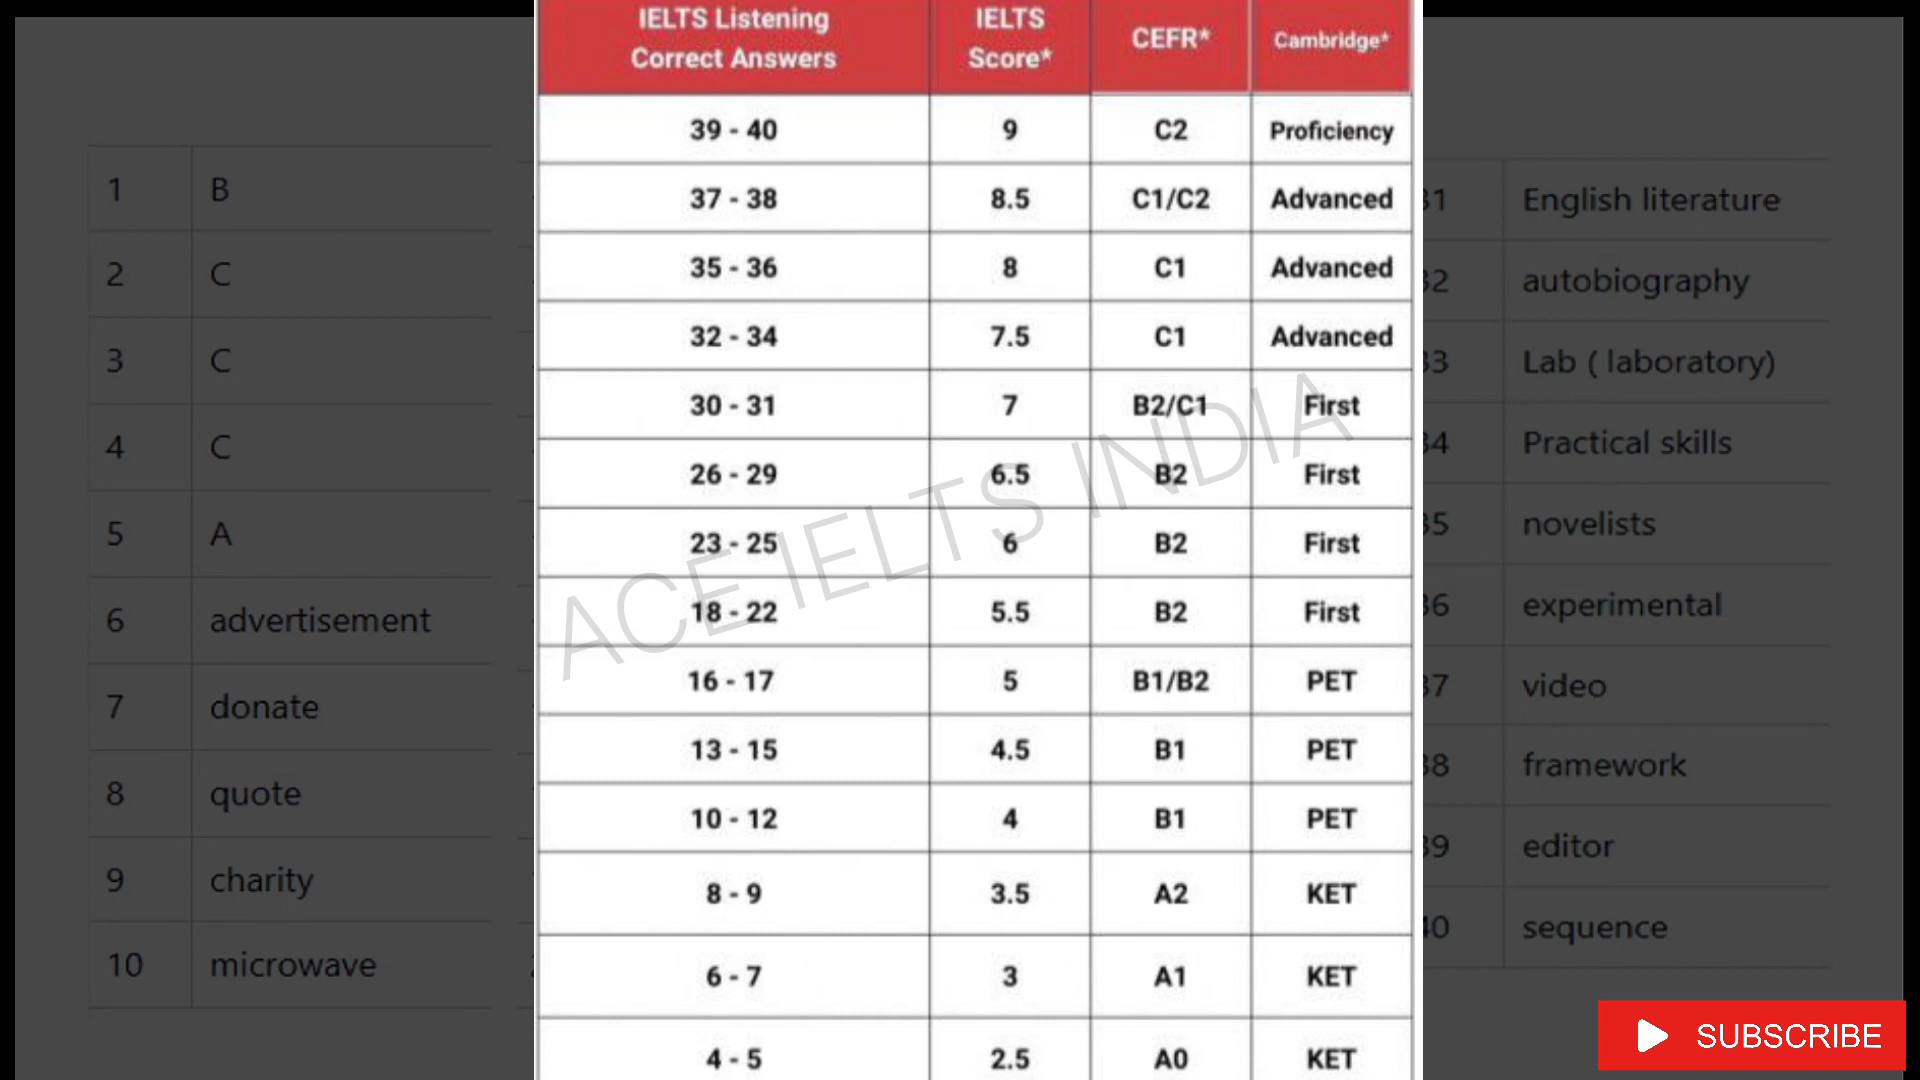 IELTS Listening Correct Answers | IELTS Score* | CEFR* | Cambridge*
39 - 40 | 9 | C2 | Proficiency
37 - 38 | 8.5 | C1/C2 | Advanced
35 - 36 | 8 | C1 | Advanced
32 - 34 | 7.5 | C1 | Advanced
30 - 31 | 7 | B2/C1 | First
26 - 29 | 6.5 | B2 | First
23 - 25 | 6 | B2 | First
18 - 22 | 5.5 | B2 | First
16 - 17 | 5 | B1/B2 | PET
13 - 15 | 4.5 | B1 | PET
10 - 12 | 4 | B1 | PET
8 - 9 | 3.5 | A2 | KET
6 - 7 | 3 | A1 | KET
4 - 5 | 2.5 | A0 | KET
ACE IELTS INDIA
1 B
2 C
3 C
4 C
5 A
6 advertisement
7 donate
8 quote
9 charity
10 microwave
English literature
autobiography
Lab ( laboratory)
Practical skills
novelists
experimental
video
framework
editor
sequence
SUBSCRIBE